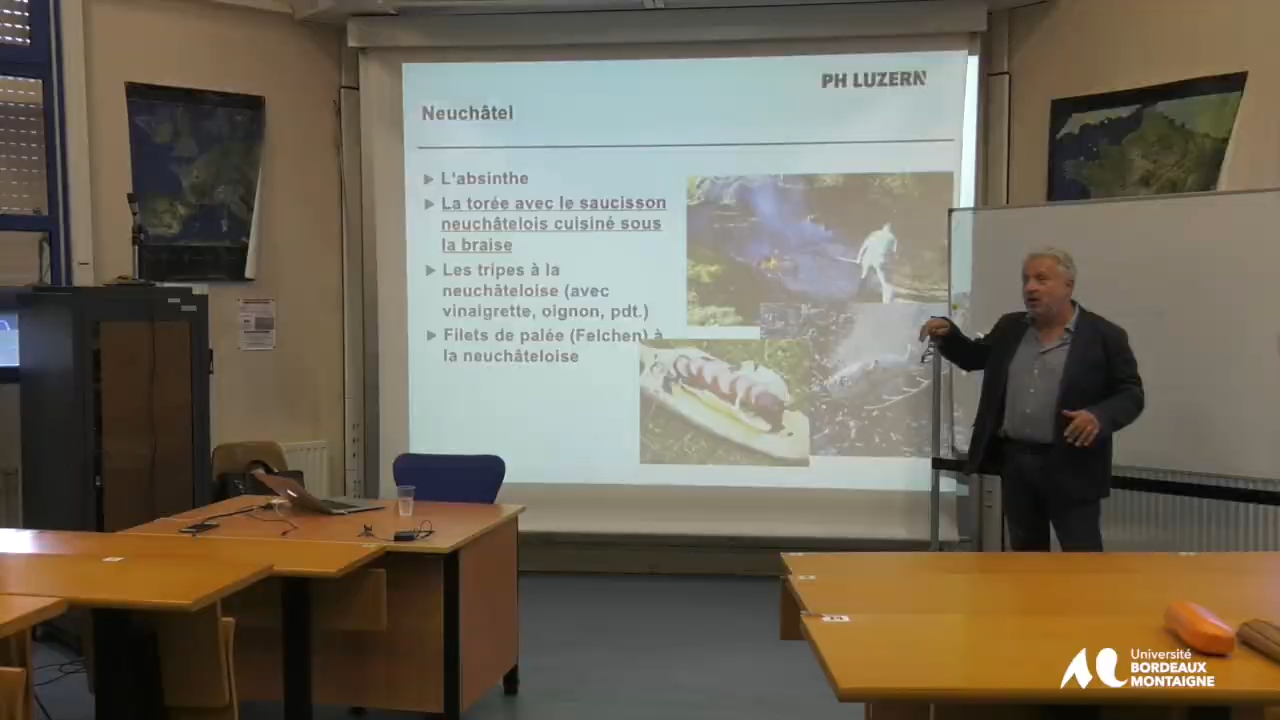 PH LUZERN
Neuchâtel
L'absinthe
La torée avec le saucisson
neuchâtelois cuisiné sous
la braise
Les tripes à la
neuchâteloise (avec
vinaigrette, oignon, pdt.)
Filets de palée (Felchen) à
la neuchâteloise
Université
BORDEAUX
MONTAIGNE